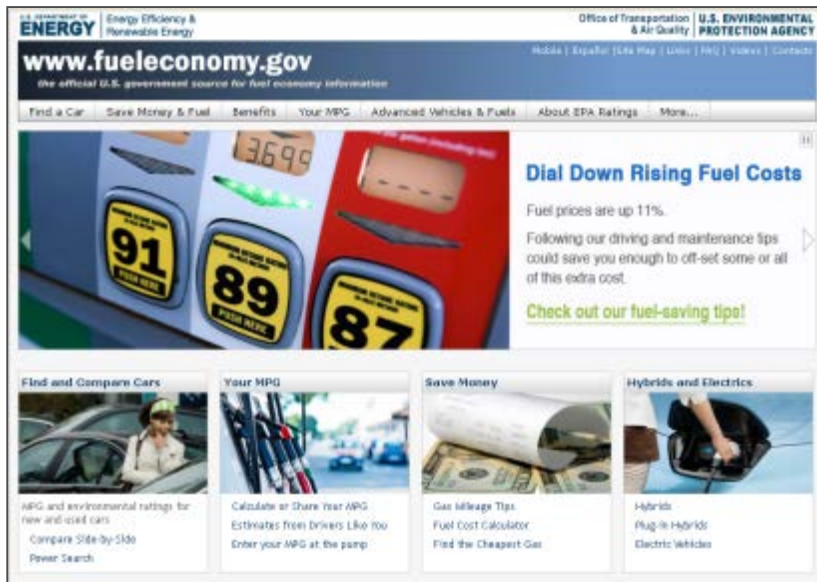 U.S. DEPARTMENT OF
ENERGY
Energy Efficiency &
Renewable Energy
Office of Transportation
& Air Quality
U.S. ENVIRONMENTAL
PROTECTION AGENCY
www.fueleconomy.gov
the official U.S. government source for fuel economy information
Mobile | Español | Site Map | Links | FAQ | Videos | Contacts
Find a Car Save Money & Fuel Benefits Your MPG Advanced Vehicles & Fuels About EPA Ratings More...
3.699
91
PUSH HERE
MINIMUM OCTANE RATING
89
PUSH HERE
87
Dial Down Rising Fuel Costs
Fuel prices are up 11%.
Following our driving and maintenance tips
could save you enough to off-set some or all
of this extra cost.
Check out our fuel-saving tips!
Find and Compare Cars
MPG and environmental ratings for
new and used cars
Compare Side-by-Side
Power Search
Your MPG
Calculate or Share Your MPG
Estimates from Drivers Like You
Enter your MPG at the pump
Save Money
Gas Mileage Tips
Fuel Cost Calculator
Find the Cheapest Gas
Hybrids and Electrics
Hybrids
Plug-in Hybrids
Electric Vehicles